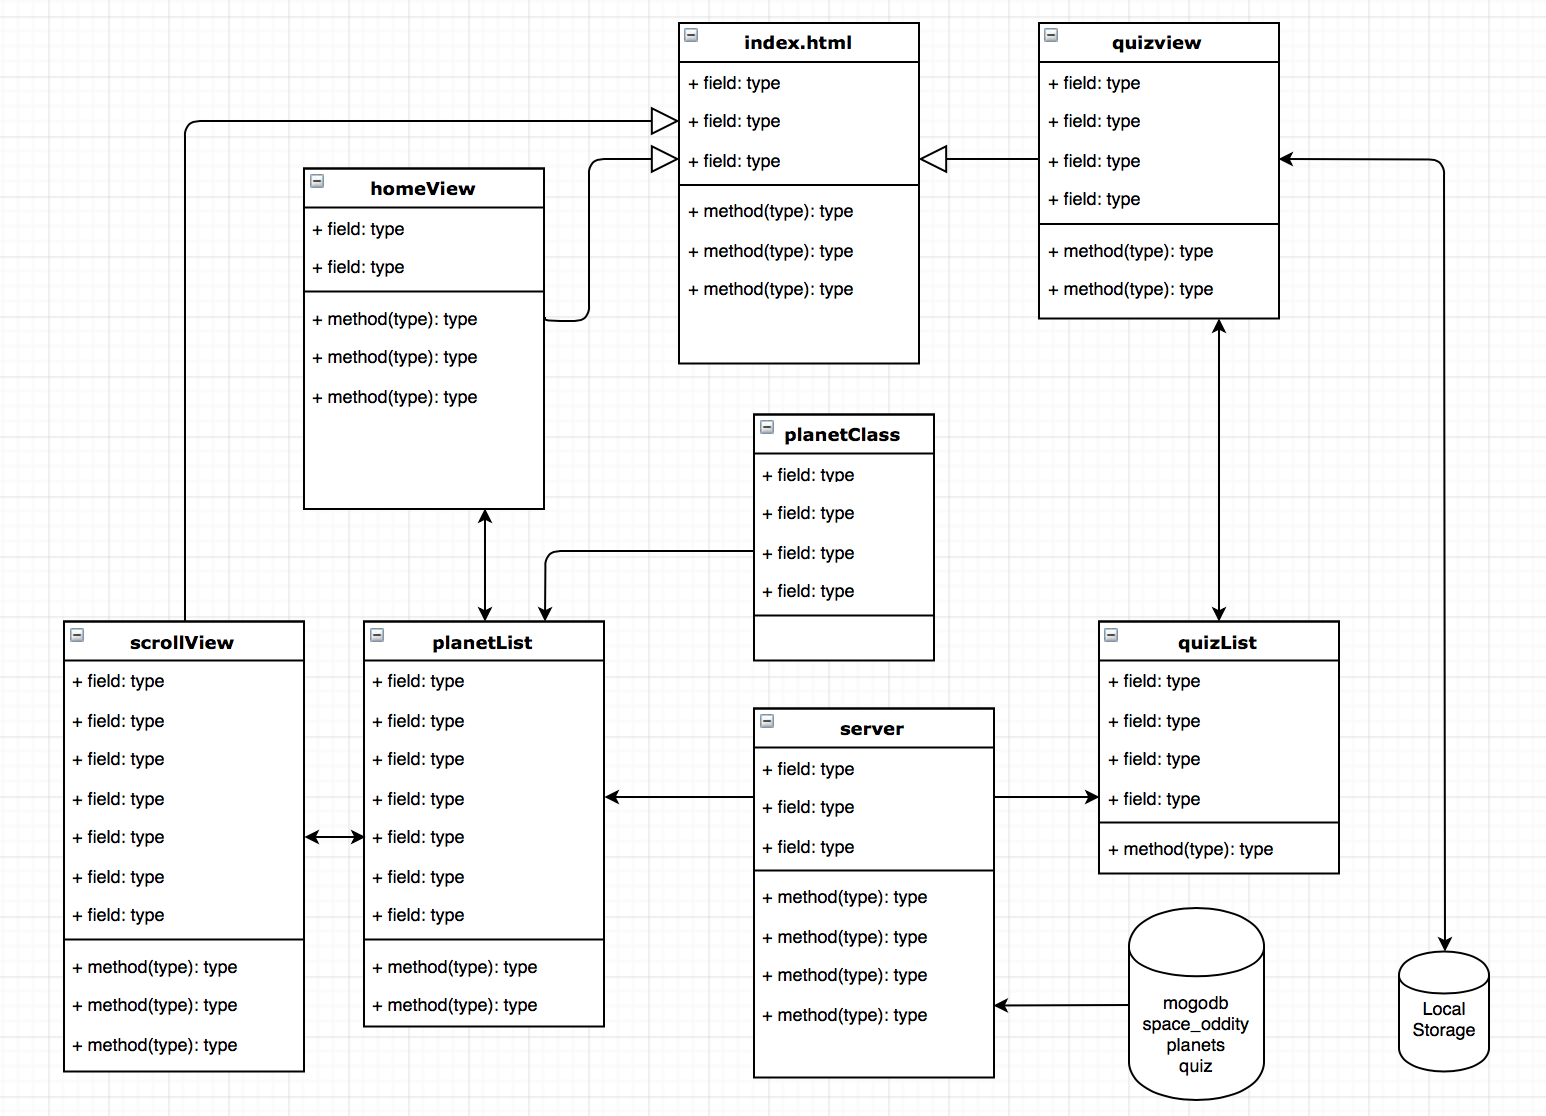 index.html
+ field: type
+ field: type
+ field: type
+ method(type): type
+ method(type): type
+ method(type): type
quizview
+ field: type
+ field: type
+ field: type
+ field: type
+ method(type): type
+ method(type): type
homeView
+ field: type
+ field: type
+ method(type): type
+ method(type): type
+ method(type): type
planetClass
+ field: type
+ field: type
+ field: type
+ field: type
scrollView
+ field: type
+ field: type
+ field: type
+ field: type
+ field: type
+ field: type
+ field: type
+ method(type): type
+ method(type): type
+ method(type): type
planetList
+ field: type
+ field: type
+ field: type
+ field: type
+ field: type
+ field: type
+ field: type
+ method(type): type
+ method(type): type
server
+ field: type
+ field: type
+ field: type
+ method(type): type
+ method(type): type
+ method(type): type
+ method(type): type
quizList
+ field: type
+ field: type
+ field: type
+ field: type
+ method(type): type
mogodb
space_oddity
planets
quiz
Local
Storage